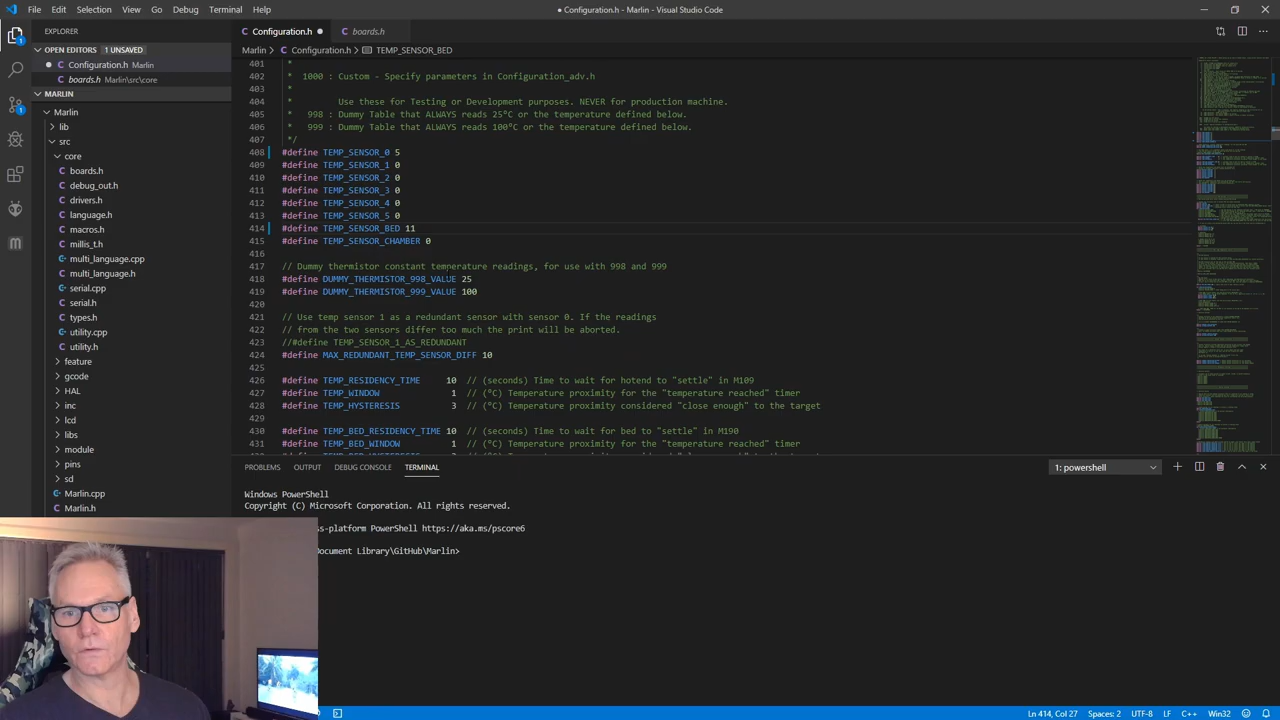 File Edit Selection View Go Debug Terminal Help
● Configuration.h - Marlin - Visual Studio Code
EXPLORER
OPEN EDITORS 1 UNSAVED
● Configuration.h Marlin
boards.h Marlin\src\core
MARLIN
Marlin
lib
src
core
boards.h
debug_out.h
drivers.h
language.h
macros.h
millis_t.h
multi_language.cpp
multi_language.h
serial.cpp
serial.h
types.h
utility.cpp
utility.h
feature
gcode
HAL
inc
lcd
libs
module
pins
sd
Marlin.cpp
Marlin.h
Configuration.h ●
boards.h
Marlin > Configuration.h > TEMP_SENSOR_BED
401 *
402 * 1000 : Custom - Specify parameters in Configuration_adv.h
403 *
404 * Use these for Testing or Development purposes. NEVER for production machine.
405 * 998 : Dummy Table that ALWAYS reads 25°C or the temperature defined below.
406 * 999 : Dummy Table that ALWAYS reads 100°C or the temperature defined below.
407 */
408 #define TEMP_SENSOR_0 5
409 #define TEMP_SENSOR_1 0
410 #define TEMP_SENSOR_2 0
411 #define TEMP_SENSOR_3 0
412 #define TEMP_SENSOR_4 0
413 #define TEMP_SENSOR_5 0
414 #define TEMP_SENSOR_BED 11
415 #define TEMP_SENSOR_CHAMBER 0
416
417 // Dummy thermistor constant temperature readings, for use with 998 and 999
418 #define DUMMY_THERMISTOR_998_VALUE 25
419 #define DUMMY_THERMISTOR_999_VALUE 100
420
421 // Use temp sensor 1 as a redundant sensor with sensor 0. If the readings
422 // from the two sensors differ too much the print will be aborted.
423 //#define TEMP_SENSOR_1_AS_REDUNDANT
424 #define MAX_REDUNDANT_TEMP_SENSOR_DIFF 10
425
426 #define TEMP_RESIDENCY_TIME 10 // (seconds) Time to wait for hotend to "settle" in M109
427 #define TEMP_WINDOW 1 // (°C) Temperature proximity for the "temperature reached" timer
428 #define TEMP_HYSTERESIS 3 // (°C) Temperature proximity considered "close enough" to the target
429
430 #define TEMP_BED_RESIDENCY_TIME 10 // (seconds) Time to wait for bed to "settle" in M190
431 #define TEMP_BED_WINDOW 1 // (°C) Temperature proximity for the "temperature reached" timer
PROBLEMS OUTPUT DEBUG CONSOLE TERMINAL
1: powershell
Windows PowerShell
Copyright (C) Microsoft Corporation. All rights reserved.
s-platform PowerShell https://aka.ms/pscore6
ocument Library\GitHub\Marlin>
Ln 414, Col 27 Spaces: 2 UTF-8 LF C++ Win32